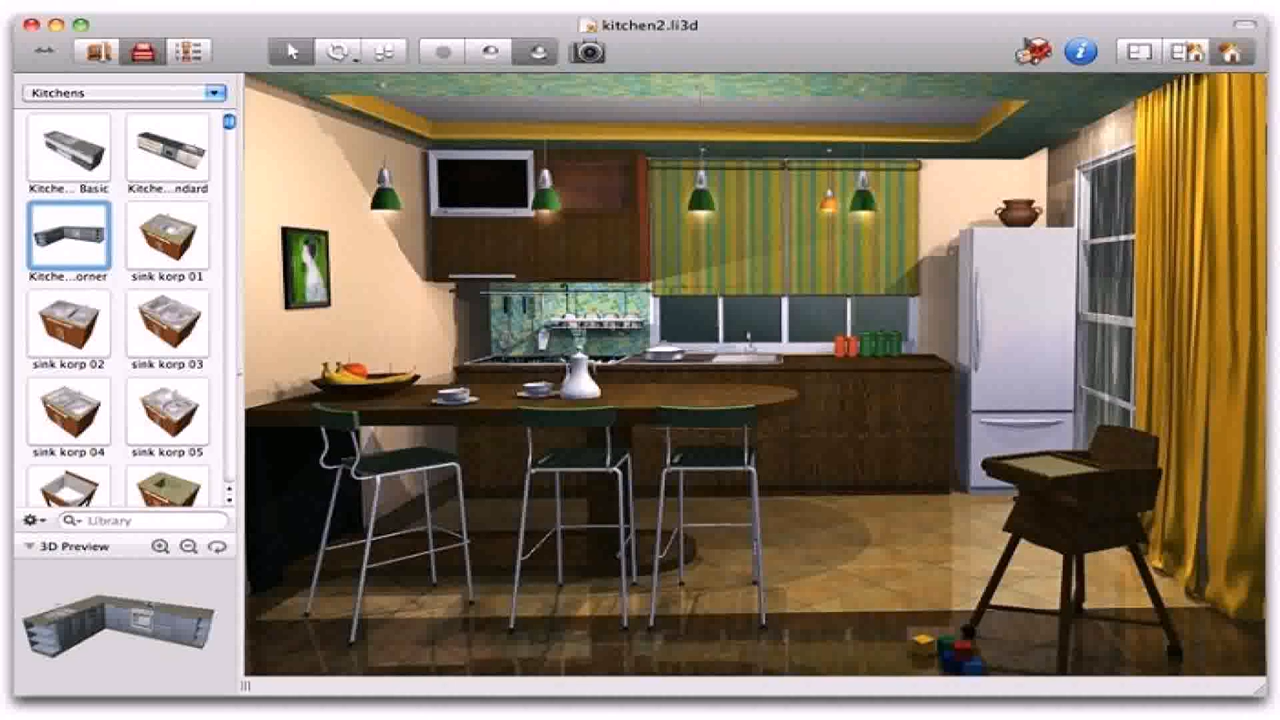 kitchen2.li3d
Kitchens
Kitche... Basic
Kitche...ndard
Kitche...orner
sink korp 01
sink korp 02
sink korp 03
sink korp 04
sink korp 05
Library
3D Preview